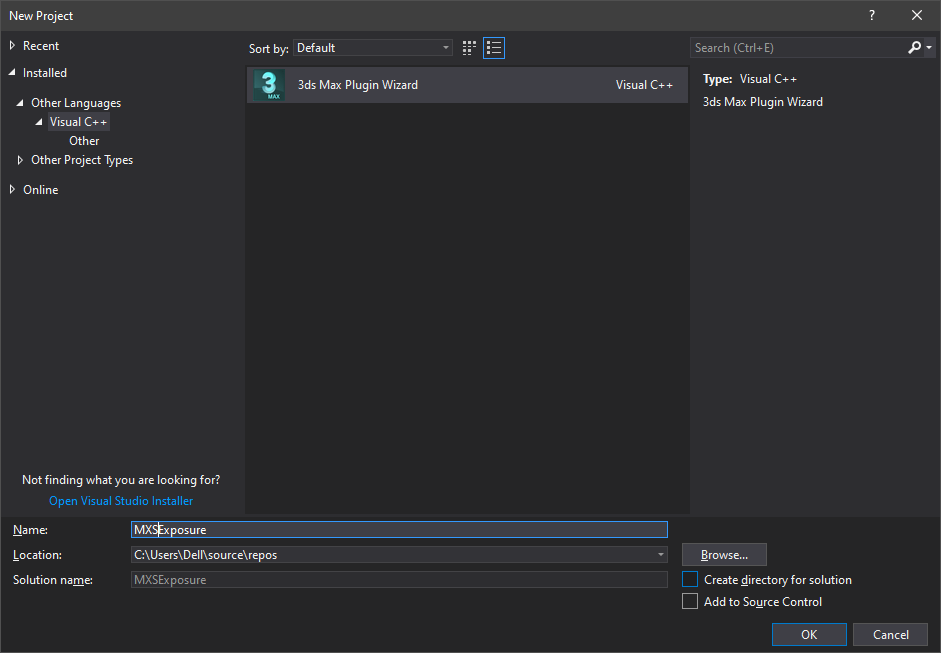 New Project
?
Recent
Installed
Other Languages
Visual C++
Other
Other Project Types
Online
Not finding what you are looking for?
Open Visual Studio Installer
Sort by: Default
3 MAX 3ds Max Plugin Wizard Visual C++
Search (Ctrl+E)
Type: Visual C++
3ds Max Plugin Wizard
Name: MXSExposure
Location: C:\Users\Dell\source\repos Browse...
Solution name: MXSExposure
Create directory for solution
Add to Source Control
OK Cancel